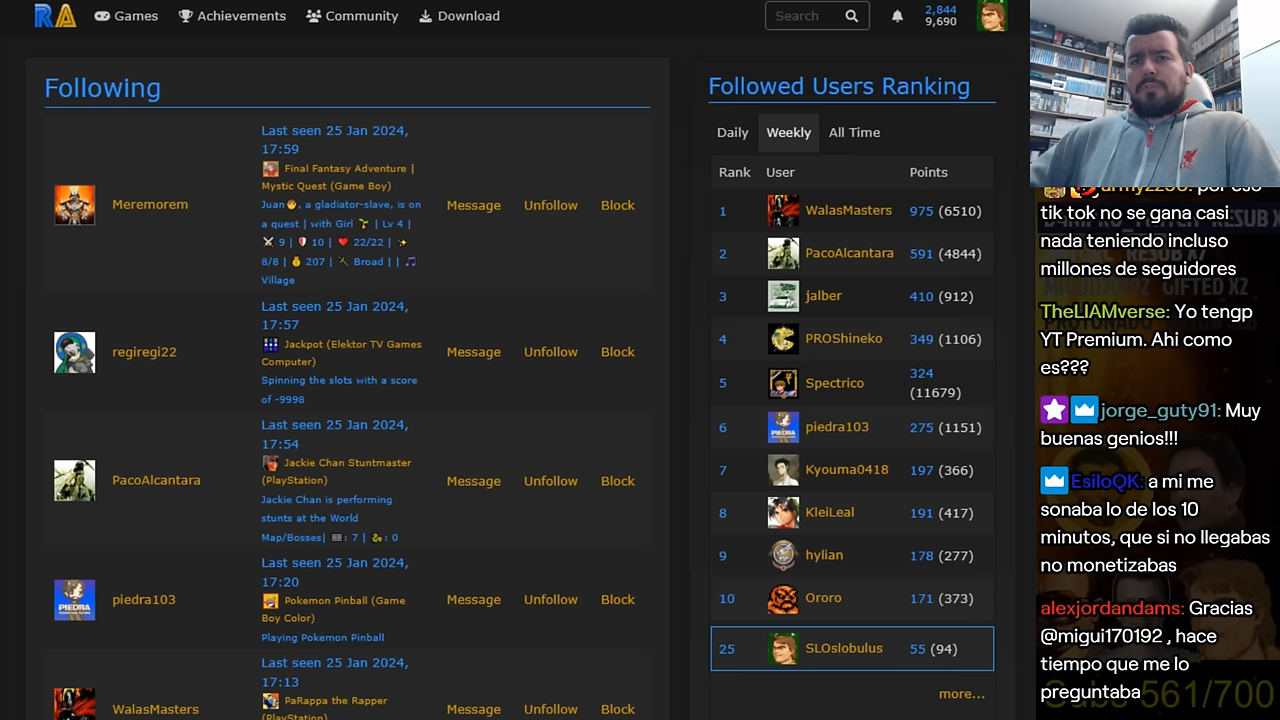 RA Games Achievements Community Download Search 2,844
9,690
Following
Last seen 25 Jan 2024,
17:59
Final Fantasy Adventure |
Mystic Quest (Game Boy)
Meremorem
Juan, a gladiator-slave, is on
a quest | with Girl | Lv 4 |
9 | 10 | 22/22 |
8/8 | 207 | Broad | |
Village
Message Unfollow Block
Last seen 25 Jan 2024,
17:57
Jackpot (Elektor TV Games
Computer)
regiregi22
Spinning the slots with a score
of -9998
Message Unfollow Block
Last seen 25 Jan 2024,
17:54
Jackie Chan Stuntmaster
(PlayStation)
PacoAlcantara
Jackie Chan is performing
stunts at the World
Map/Bosses| : 7 | : 0
Message Unfollow Block
Last seen 25 Jan 2024,
17:20
Pokemon Pinball (Game
Boy Color)
piedra103
Playing Pokemon Pinball
Message Unfollow Block
Last seen 25 Jan 2024,
17:13
PaRappa the Rapper
(PlayStation)
WalasMasters
Message Unfollow Block
Followed Users Ranking
Daily Weekly All Time
Rank User Points
1 WalasMasters 975 (6510)
2 PacoAlcantara 591 (4844)
3 jalber 410 (912)
4 PROShineko 349 (1106)
5 Spectrico 324
(11679)
6 PIEDRA piedra103 275 (1151)
7 Kyouma0418 197 (366)
8 KleiLeal 191 (417)
9 hylian 178 (277)
10 Ororo 171 (373)
25 SLOslobulus 55 (94)
more...
por eso
tik tok no se gana casi
nada teniendo incluso
millones de seguidores
TheLIAMverse: Yo tengp
YT Premium. Ahi como
es???
jorge_guty91: Muy
buenas genios!!!
EsiloQK: a mi me
sonaba lo de los 10
minutos, que si no llegabas
no monetizabas
alexjordandams: Gracias
@migui170192 , hace
tiempo que me lo
preguntaba
Subs 561/700